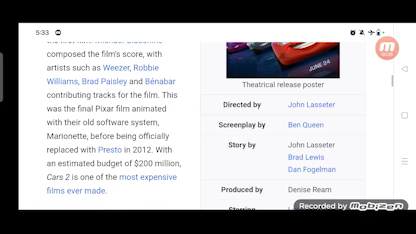 5:33
composed the film's score, with
artists such as Weezer, Robbie
Williams, Brad Paisley and Bénabar
contributing tracks for the film. This
was the final Pixar film animated
with their old software system,
Marionette, before being officially
replaced with Presto in 2012. With
an estimated budget of $200 million,
Cars 2 is one of the most expensive
films ever made.
JUNE 24
Theatrical release poster
Directed by John Lasseter
Screenplay by Ben Queen
Story by John Lasseter
Brad Lewis
Dan Fogelman
Produced by Denise Ream
Starring
Recorded by Mobizen